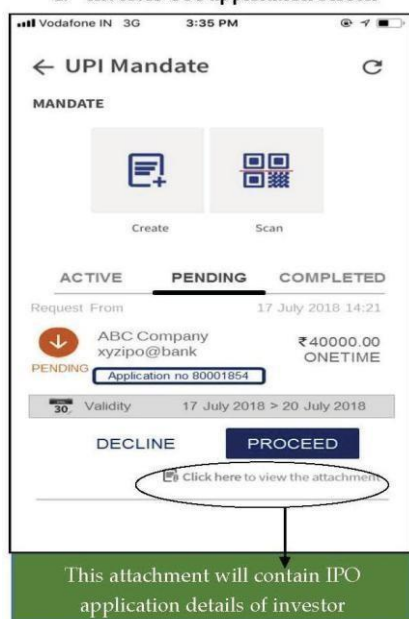 Vodafone IN 3G 3:35 PM
← UPI Mandate
MANDATE
Create Scan
ACTIVE PENDING COMPLETED
Request From 17 July 2018 14:21
ABC Company ₹40000.00
xyzipo@bank ONETIME
PENDING Application no 80001854
30 Validity 17 July 2018 > 20 July 2018
DECLINE PROCEED
Click here to view the attachment
This attachment will contain IPO
application details of investor